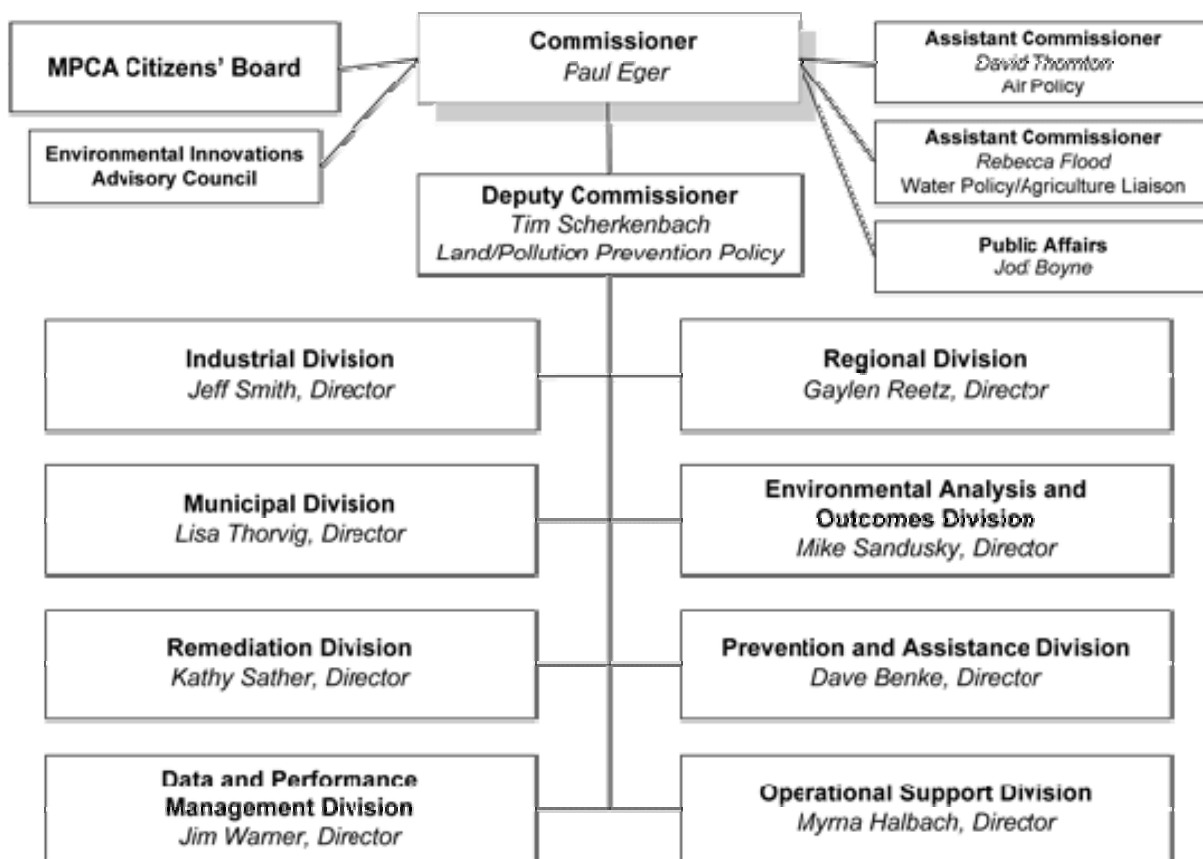 MPCA Citizens' Board
Environmental Innovations
Advisory Council
Commissioner
Paul Eger
Assistant Commissioner
David Thornton
Air Policy
Assistant Commissioner
Rebecca Flood
Water Policy/Agriculture Liaison
Public Affairs
Jodi Boyne
Deputy Commissioner
Tim Scherkenbach
Land/Pollution Prevention Policy
Industrial Division
Jeff Smith, Director
Regional Division
Gaylen Reetz, Director
Municipal Division
Lisa Thorvig, Director
Environmental Analysis and
Outcomes Division
Mike Sandusky, Director
Remediation Division
Kathy Sather, Director
Prevention and Assistance Division
Dave Benke, Director
Data and Performance
Management Division
Jim Warner, Director
Operational Support Division
Myrna Halbach, Director